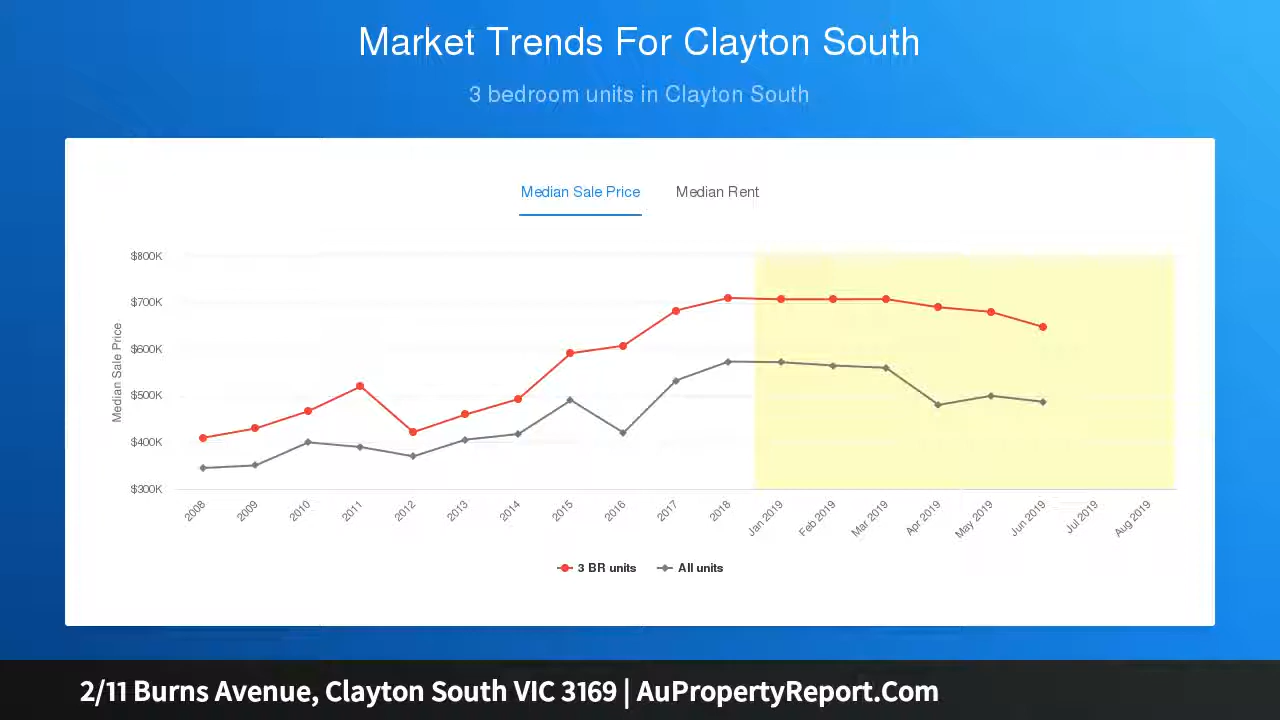 Market Trends For Clayton South
3 bedroom units in Clayton South
Median Sale Price
Median Rent
$800K
$700K
$600K
$500K
$400K
$300K
Median Sale Price
2008
2009
2010
2011
2012
2013
2014
2015
2016
2017
2018
Jan 2019
Feb 2019
Mar 2019
Apr 2019
May 2019
Jun 2019
Jul 2019
Aug 2019
3 BR units
All units
2/11 Burns Avenue, Clayton South VIC 3169 | AuPropertyReport.Com